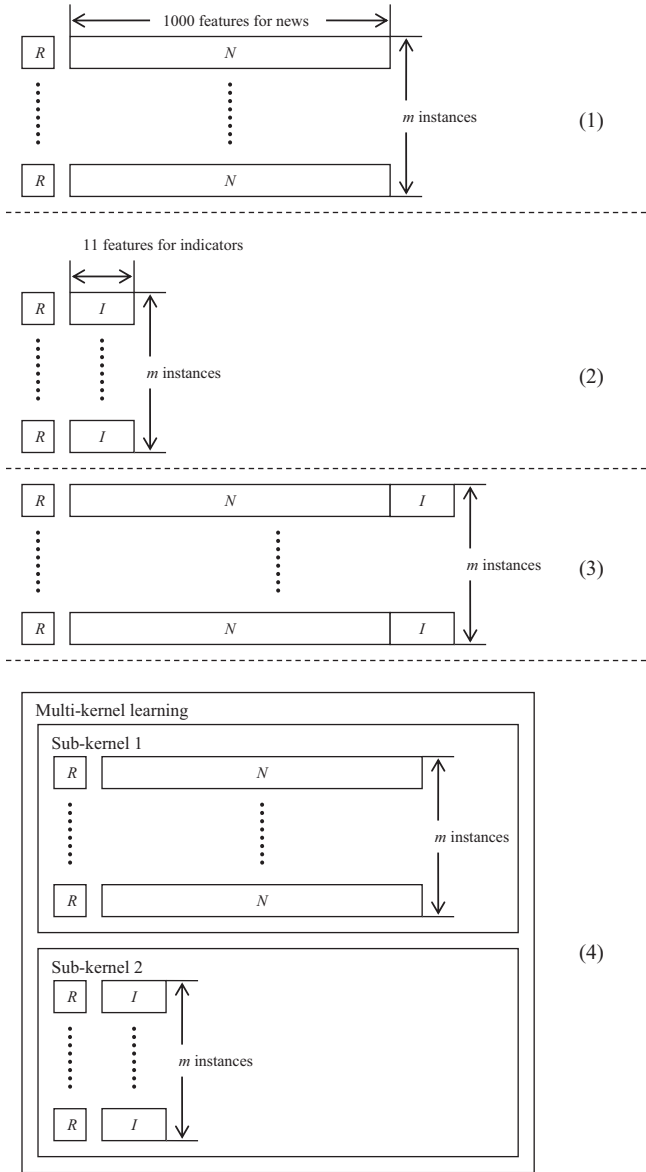 1000 features for news
R N
m instances
(1)
R N
11 features for indicators
R I
m instances
(2)
R I
R N I
m instances
(3)
R N I
Multi-kernel learning
Sub-kernel 1
R N
m instances
R N
(4)
Sub-kernel 2
R I
m instances
R I